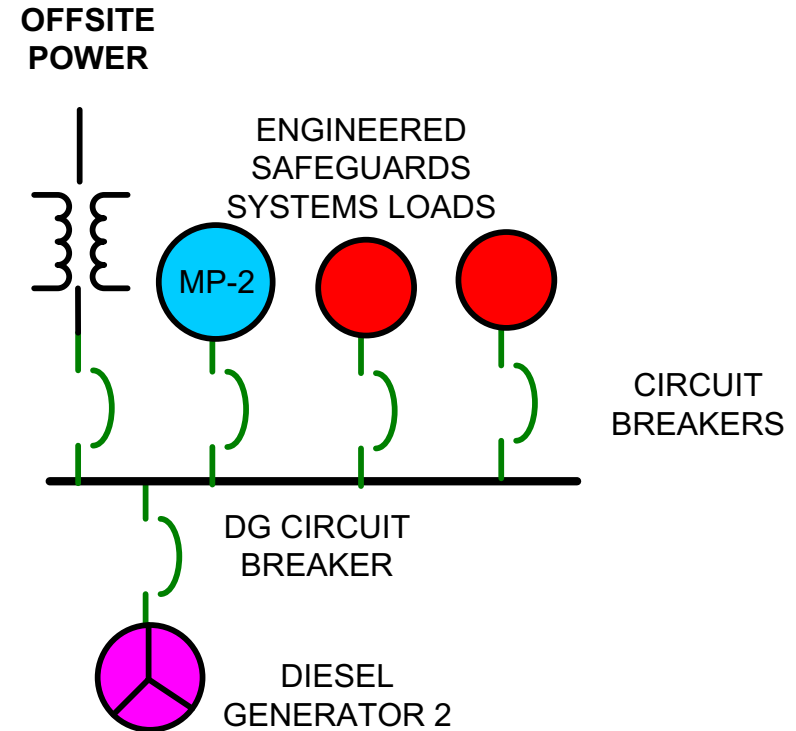 OFFSITE
POWER
ENGINEERED
SAFEGUARDS
SYSTEMS LOADS
MP-2
CIRCUIT
BREAKERS
DG CIRCUIT
BREAKER
DIESEL
GENERATOR 2